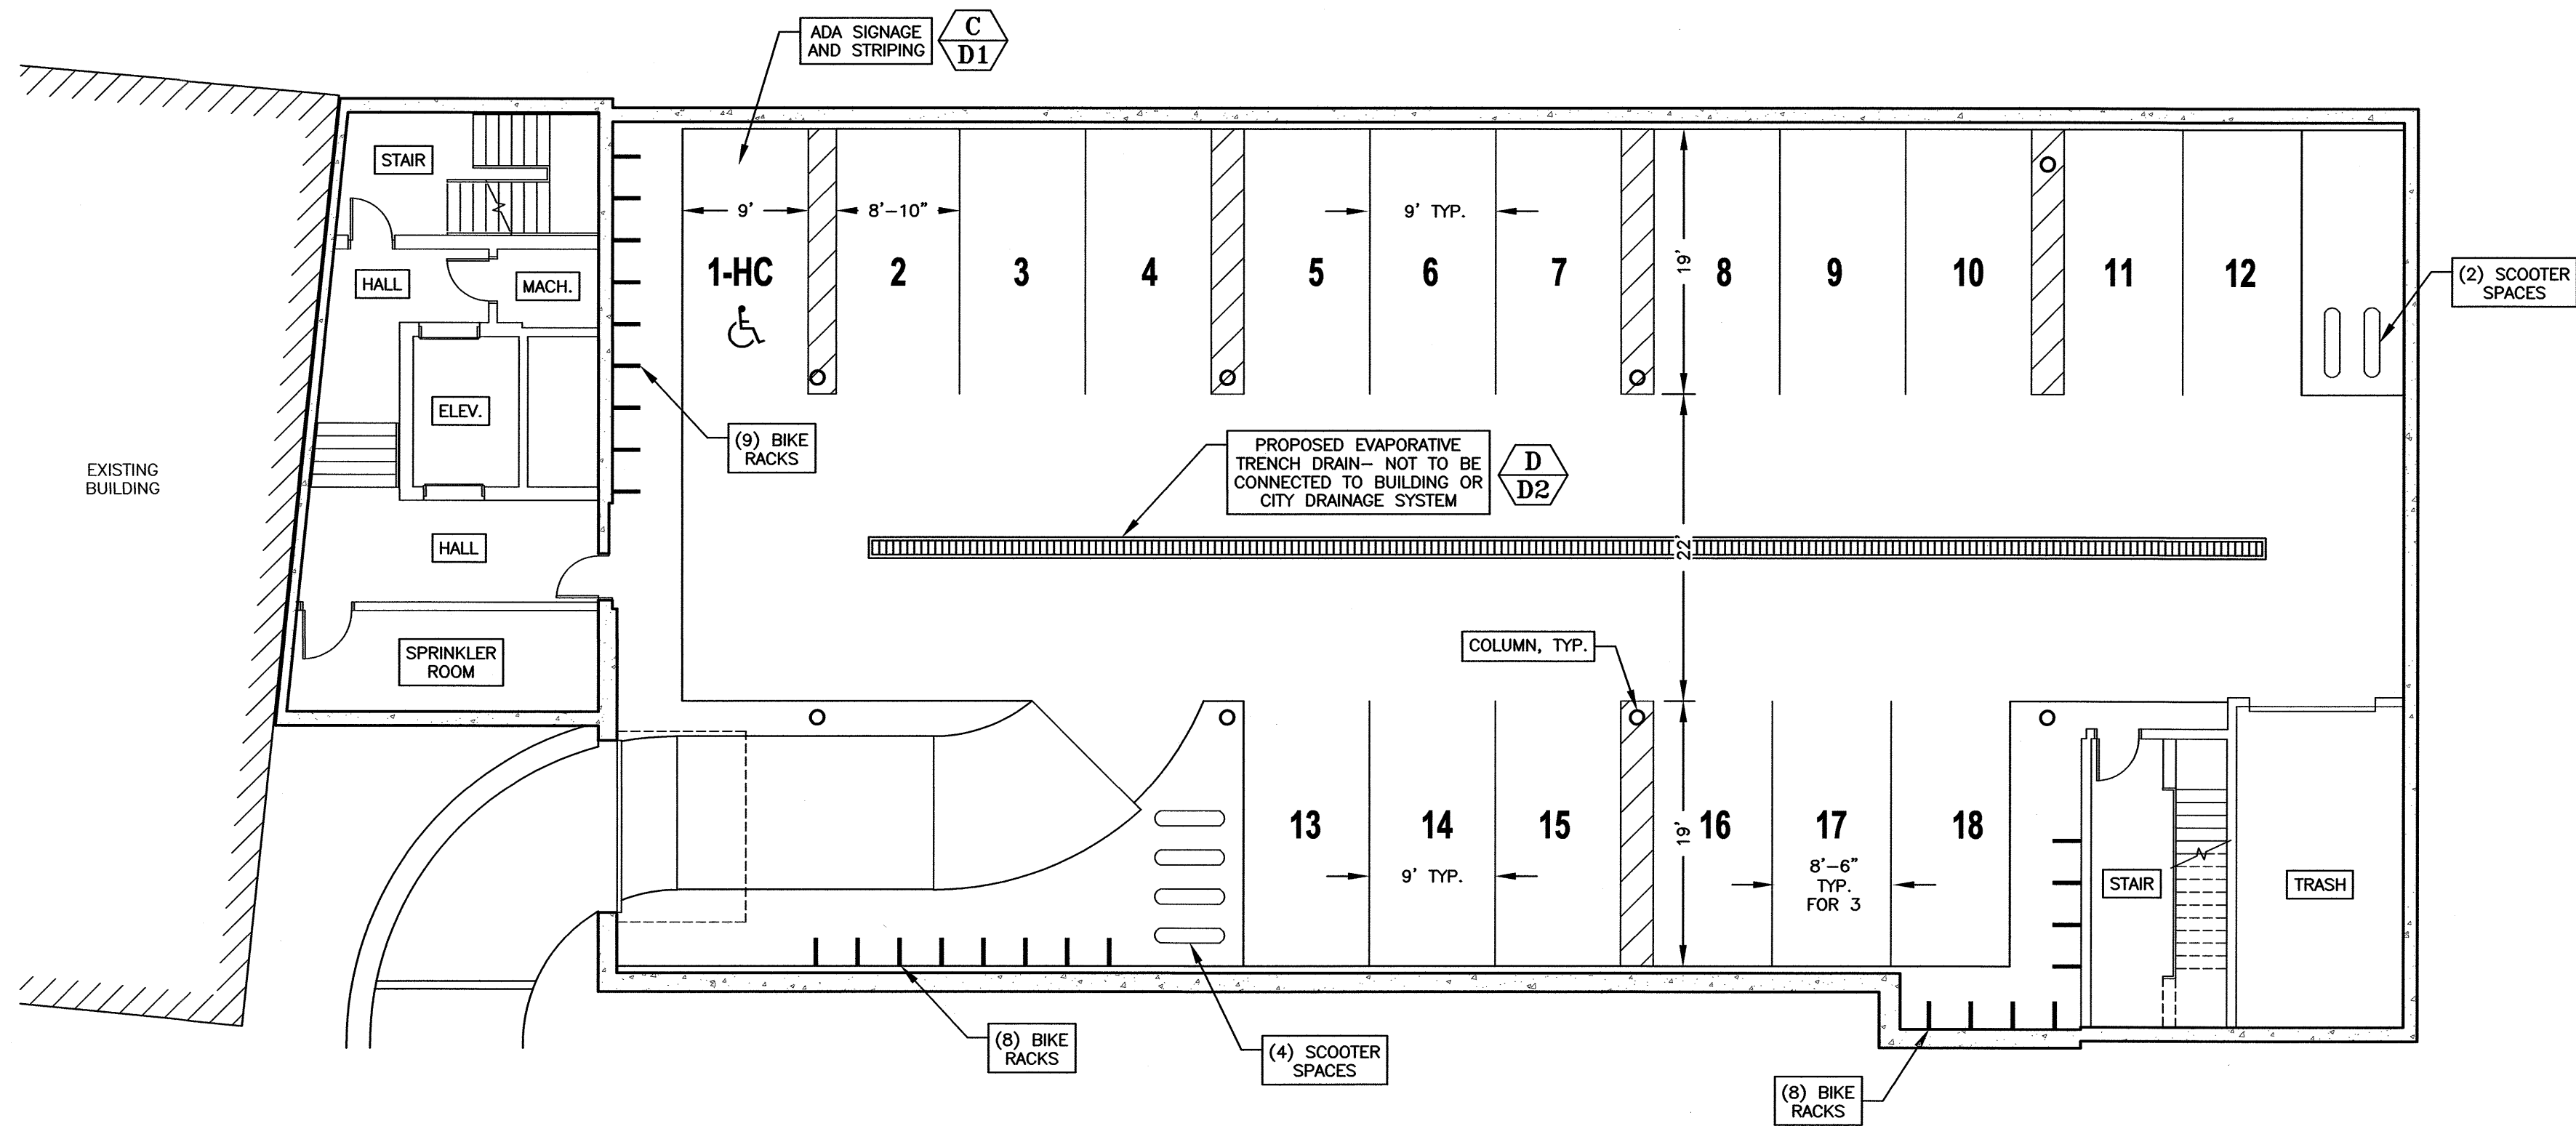 ADA SIGNAGE
AND STRIPING
C
D1
STAIR
HALL
MACH.
ELEV.
EXISTING
BUILDING
HALL
SPRINKLER
ROOM
9'
8'-10"
9' TYP.
19'
1-HC
2
3
4
5
6
7
8
9
10
11
12
(2) SCOOTER
SPACES
(9) BIKE
RACKS
PROPOSED EVAPORATIVE
TRENCH DRAIN- NOT TO BE
CONNECTED TO BUILDING OR
CITY DRAINAGE SYSTEM
D
D2
22'
COLUMN, TYP.
13
14
15
16
17
18
9' TYP.
19'
8'-6"
TYP.
FOR 3
STAIR
TRASH
(8) BIKE
RACKS
(4) SCOOTER
SPACES
(8) BIKE
RACKS